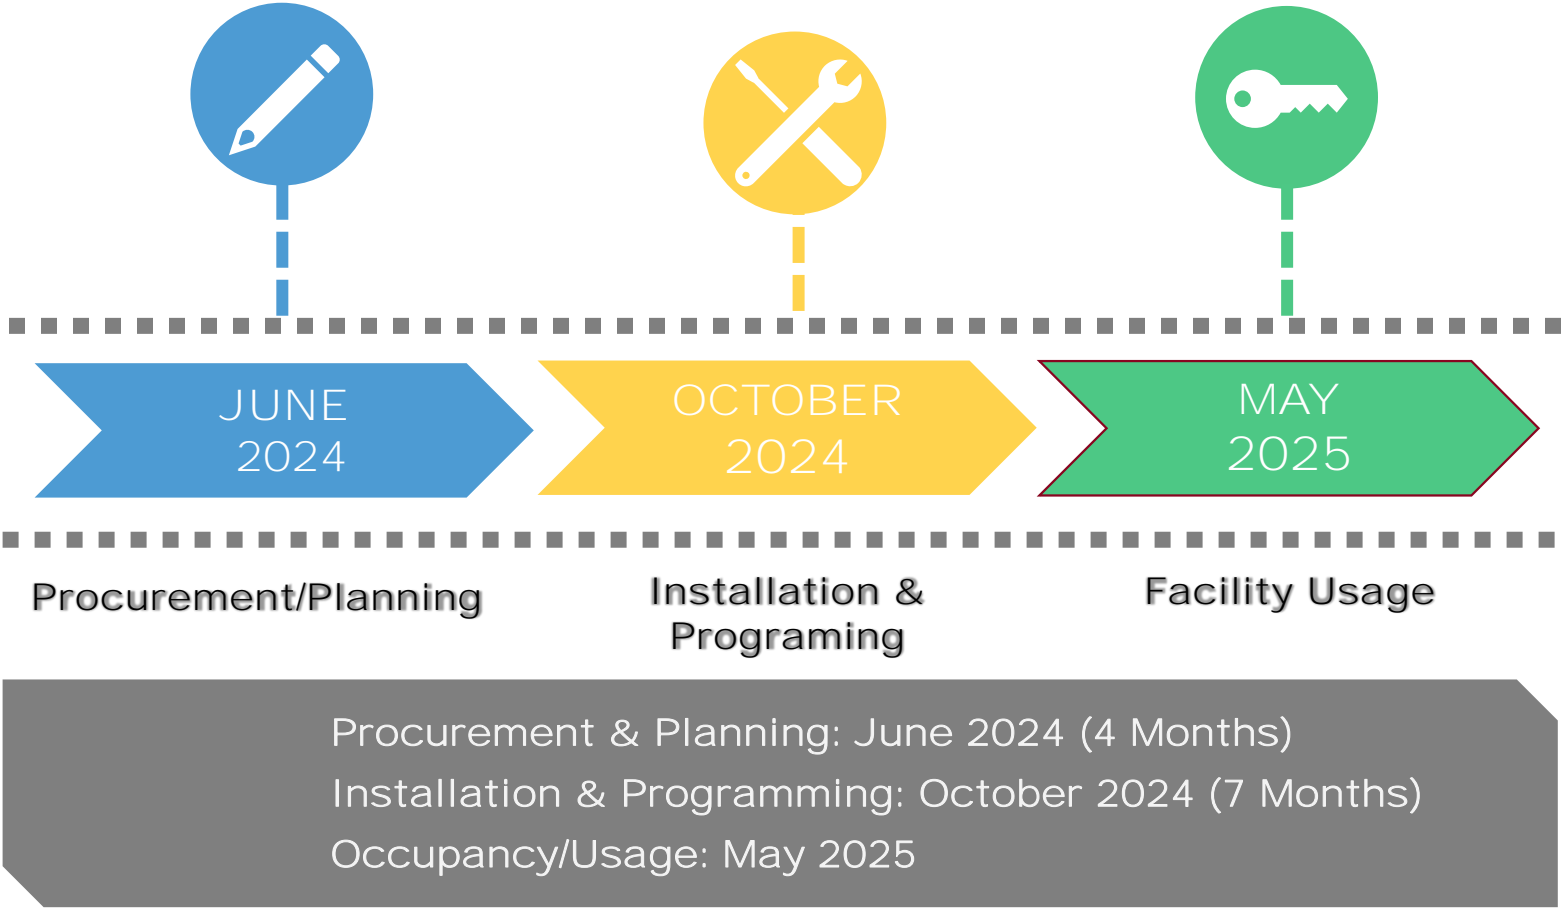 JUNE
2024
OCTOBER
2024
MAY
2025
Procurement/Planning
Installation &
Programing
Facility Usage
Procurement & Planning: June 2024 (4 Months)
Installation & Programming: October 2024 (7 Months)
Occupancy/Usage: May 2025